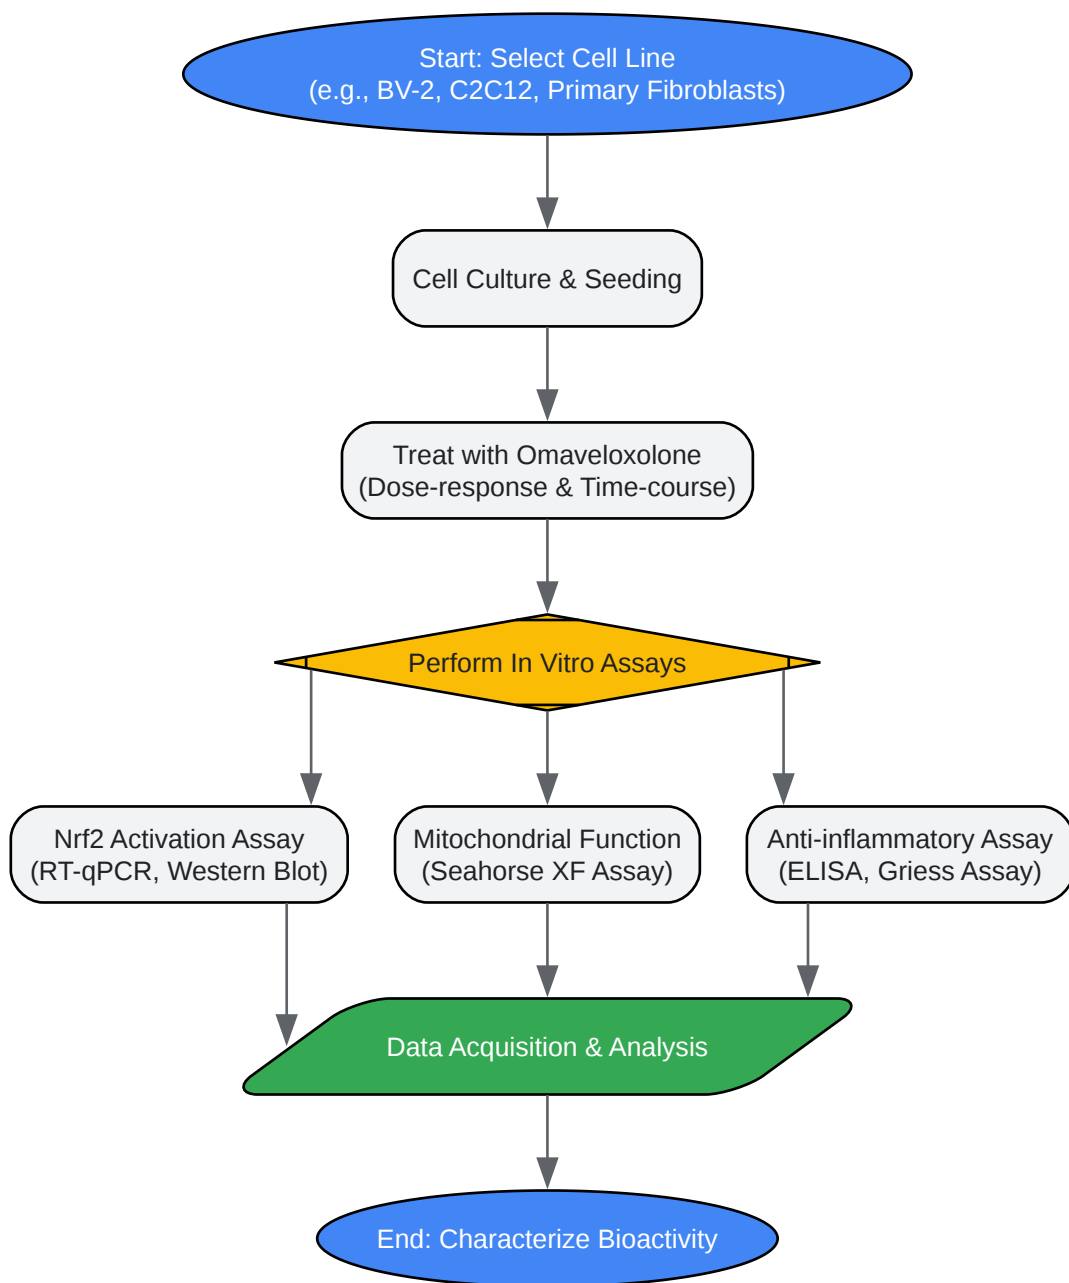 Start: Select Cell Line
(e.g., BV-2, C2C12, Primary Fibroblasts)
Cell Culture & Seeding
Treat with Omaveloxolone
(Dose-response & Time-course)
Perform In Vitro Assays
Nrf2 Activation Assay
(RT-qPCR, Western Blot)
Mitochondrial Function
(Seahorse XF Assay)
Anti-inflammatory Assay
(ELISA, Griess Assay)
Data Acquisition & Analysis
End: Characterize Bioactivity